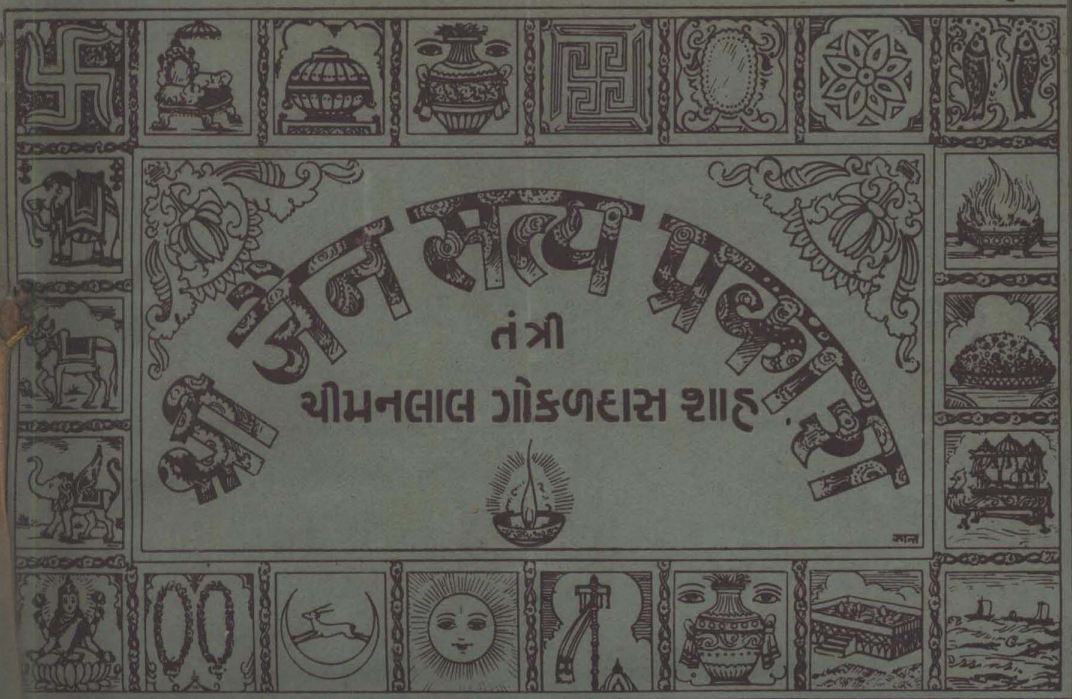 श्री जैन सत्य प्रकाश
તંત્રી
ચીમનલાલ ગોકળદાસ શાહ